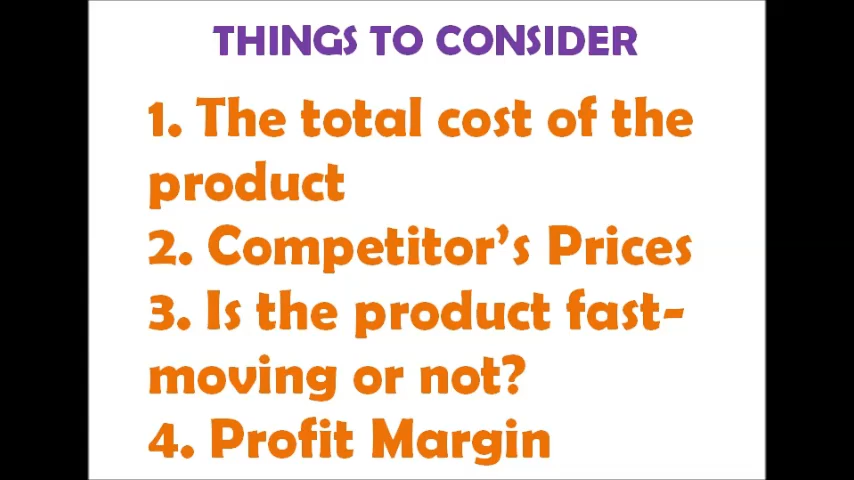 THINGS TO CONSIDER
1. The total cost of the
product
2. Competitor's Prices
3. Is the product fast-
moving or not?
4. Profit Margin